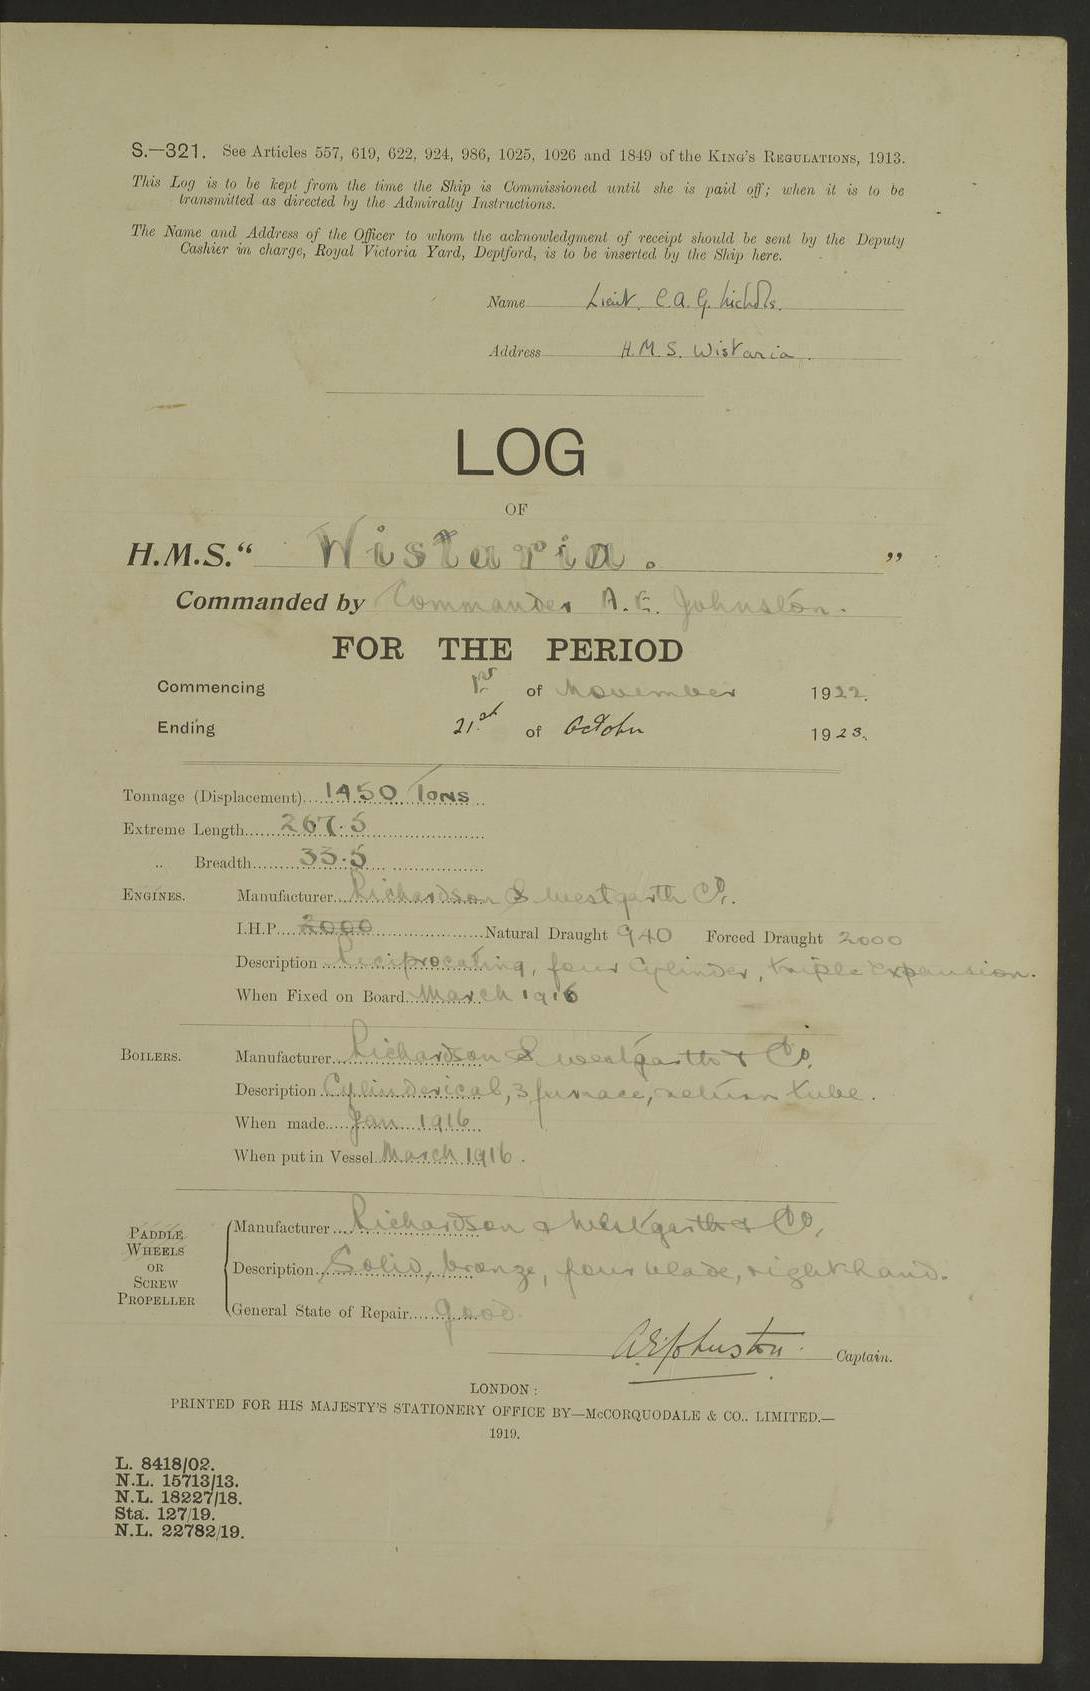 S.—321. See Articles 557, 619, 622, 924, 986, 1025, 1026 and 1849 of the KING'S REGULATIONS, 1913.
This Log is to be kept from the time the Ship is Commissioned until she is paid off; when it is to be
transmitted as directed by the Admiralty Instructions.
The Name and Address of the Officer to whom the acknowledgment of receipt should be sent by the Deputy
Cashier in charge, Royal Victoria Yard, Deptford, is to be inserted by the Ship here.
Name Lieut. C.A.G. Nichols.
Address H.M.S. Wistaria.
LOG
OF
H.M.S. "Wistaria."
Commanded by Commander A.E. Johnston.
FOR THE PERIOD
Commencing 1st of November 1922.
Ending 21st of October 1923.
Tonnage (Displacement) 1450 Tons
Extreme Length 267.5
„ Breadth 33.5
ENGINES. Manufacturer Richardson & Westgarth Co.
I.H.P. 2000 Natural Draught 940 Forced Draught 2000
Description Reciprocating, four Cylinder, triple expansion.
When Fixed on Board March 1916
BOILERS. Manufacturer Richardson & Westgarth & Co.
Description Cylinderical, 3 furnace, return tube.
When made Jan 1916
When put in Vessel March 1916.
PADDLE WHEELS OR SCREW PROPELLER
Manufacturer Richardson & Westgarth & Co,
Description Solid, bronze, four blade, right hand.
General State of Repair good
A.E. Johnston. Captain.
LONDON:
PRINTED FOR HIS MAJESTY'S STATIONERY OFFICE BY—McCORQUODALE & CO., LIMITED.—
1919.
L. 8418/02.
N.L. 15713/13.
N.L. 18227/18.
Sta. 127/19.
N.L. 22782/19.